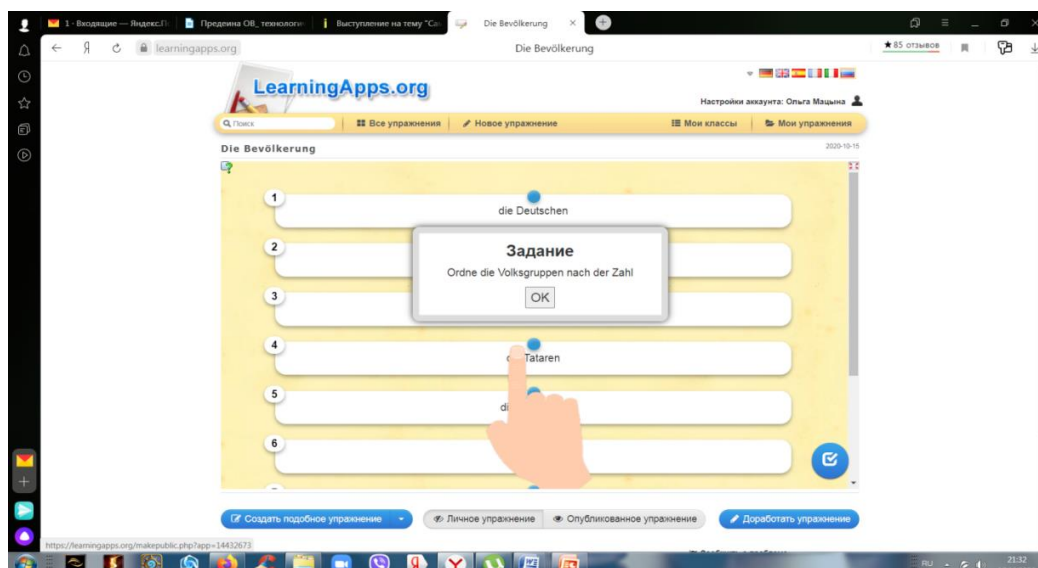 1 - Входящие — Яндекс.П
Предеина ОВ_ технологи
Выступление на тему "Са
Die Bevölkerung
learningapps.org
Die Bevölkerung
★ 85 отзывов
LearningApps.org
Настройки аккаунта: Ольга Мацына
Поиск
Все упражнения
Новое упражнение
Мои классы
Мои упражнения
Die Bevölkerung
2020-10-15
1
die Deutschen
2
Задание
Ordne die Volksgruppen nach der Zahl
OK
3
4
Tataren
5
6
Создать подобное упражнение
Личное упражнение
Опубликованное упражнение
Доработать упражнение
https://learningapps.org/makepublic.php?app=14432673
RU
21:32